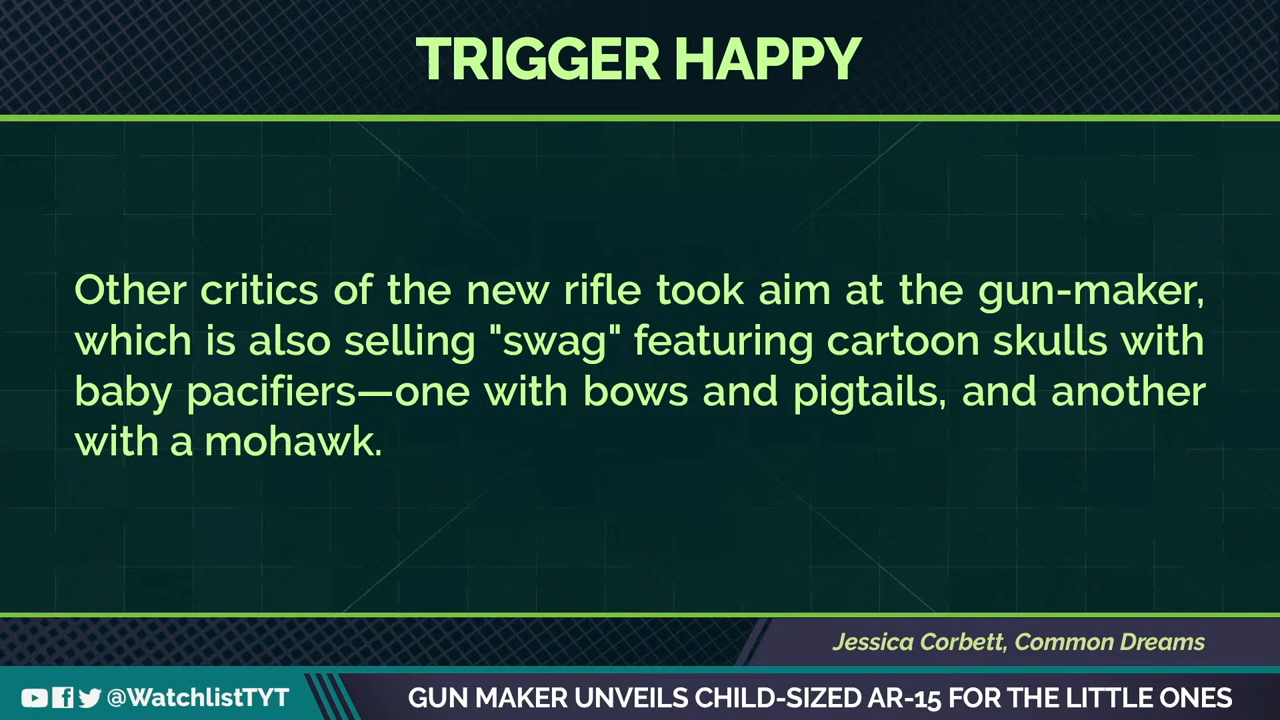 TRIGGER HAPPY
Other critics of the new rifle took aim at the gun-maker,
which is also selling "swag" featuring cartoon skulls with
baby pacifiers—one with bows and pigtails, and another
with a mohawk.
Jessica Corbett, Common Dreams
@WatchlistTYT
GUN MAKER UNVEILS CHILD-SIZED AR-15 FOR THE LITTLE ONES